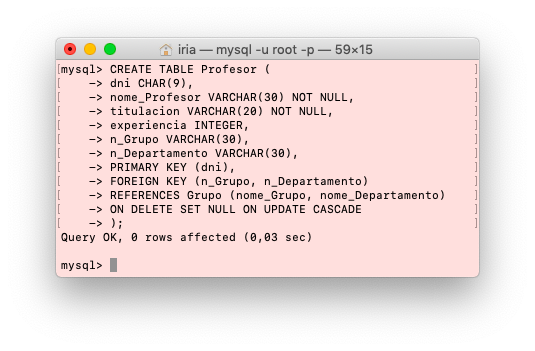 iria — mysql -u root -p — 59×15
[mysql> CREATE TABLE Profesor (                                 ]
[    -> dni CHAR(9),                                            ]
[    -> nome_Profesor VARCHAR(30) NOT NULL,                     ]
[    -> titulacion VARCHAR(20) NOT NULL,                        ]
[    -> experiencia INTEGER,                                    ]
[    -> n_Grupo VARCHAR(30),                                    ]
[    -> n_Departamento VARCHAR(30),                             ]
[    -> PRIMARY KEY (dni),                                      ]
[    -> FOREIGN KEY (n_Grupo, n_Departamento)                   ]
[    -> REFERENCES Grupo (nome_Grupo, nome_Departamento)        ]
[    -> ON DELETE SET NULL ON UPDATE CASCADE                    ]
[    -> );                                                      ]
Query OK, 0 rows affected (0,03 sec)
mysql>